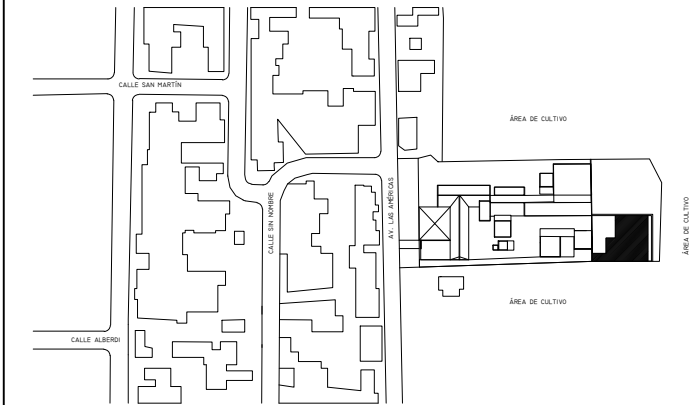 CALLE SAN MARTÍN
ÁREA DE CULTIVO
AV. LAS AMÉRICAS
CALLE SIN NOMBRE
ÁREA DE CULTIVO
ÁREA DE CULTIVO
CALLE ALBERDI